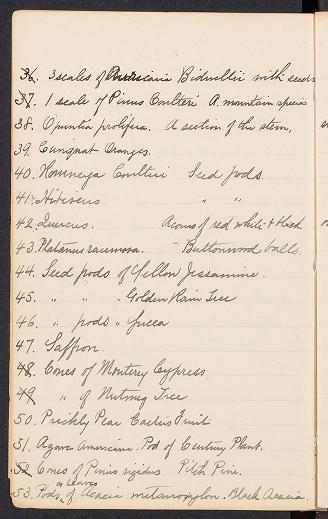 36. 3 scales of Auracaria Bidwellii with seeds
37. 1 scale of Pinus Coulteri A. mountain species
38. Opuntia prolifera. A section of the stem,
39. Cumquat Oranges.
40. Romneya Coulteri Seed pods.
41. Hibiscus " "
42. Quercus. Acorns of red white & black
43. Platanus racemosa. - Buttonwood balls.
44. Seed pods of Yellow Jessamine.
45. " " " Golden Rain Tree
46. " pods " Yucca
47. Saffron.
48. Cones of Monterey Cypress.
49 " of Nutmeg Tree
50. Prickly Pear Cactus Fruit
51. Agave Americana. Pod of Century Plant.
52. Cones of Pinus rigidus Pitch Pine.
53. Pods & leaves of Acacia metanoxylon. Black Acacia